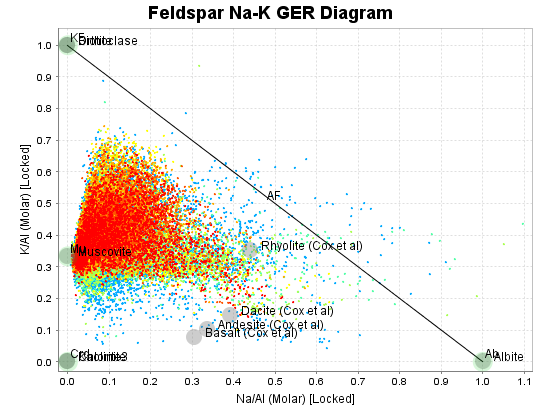 Feldspar Na-K GER Diagram
K/Al (Molar) [Locked]
1.0
0.9
0.8
0.7
0.6
0.5
0.4
0.3
0.2
0.1
0.0
AF
Rhyolite (Cox et al)
Muscovite
Dacite (Cox et al)
Andesite (Cox et al)
Basalt (Cox et al)
Ab
Albite
0.0 0.1 0.2 0.3 0.4 0.5 0.6 0.7 0.8 0.9 1.0 1.1
Na/Al (Molar) [Locked]